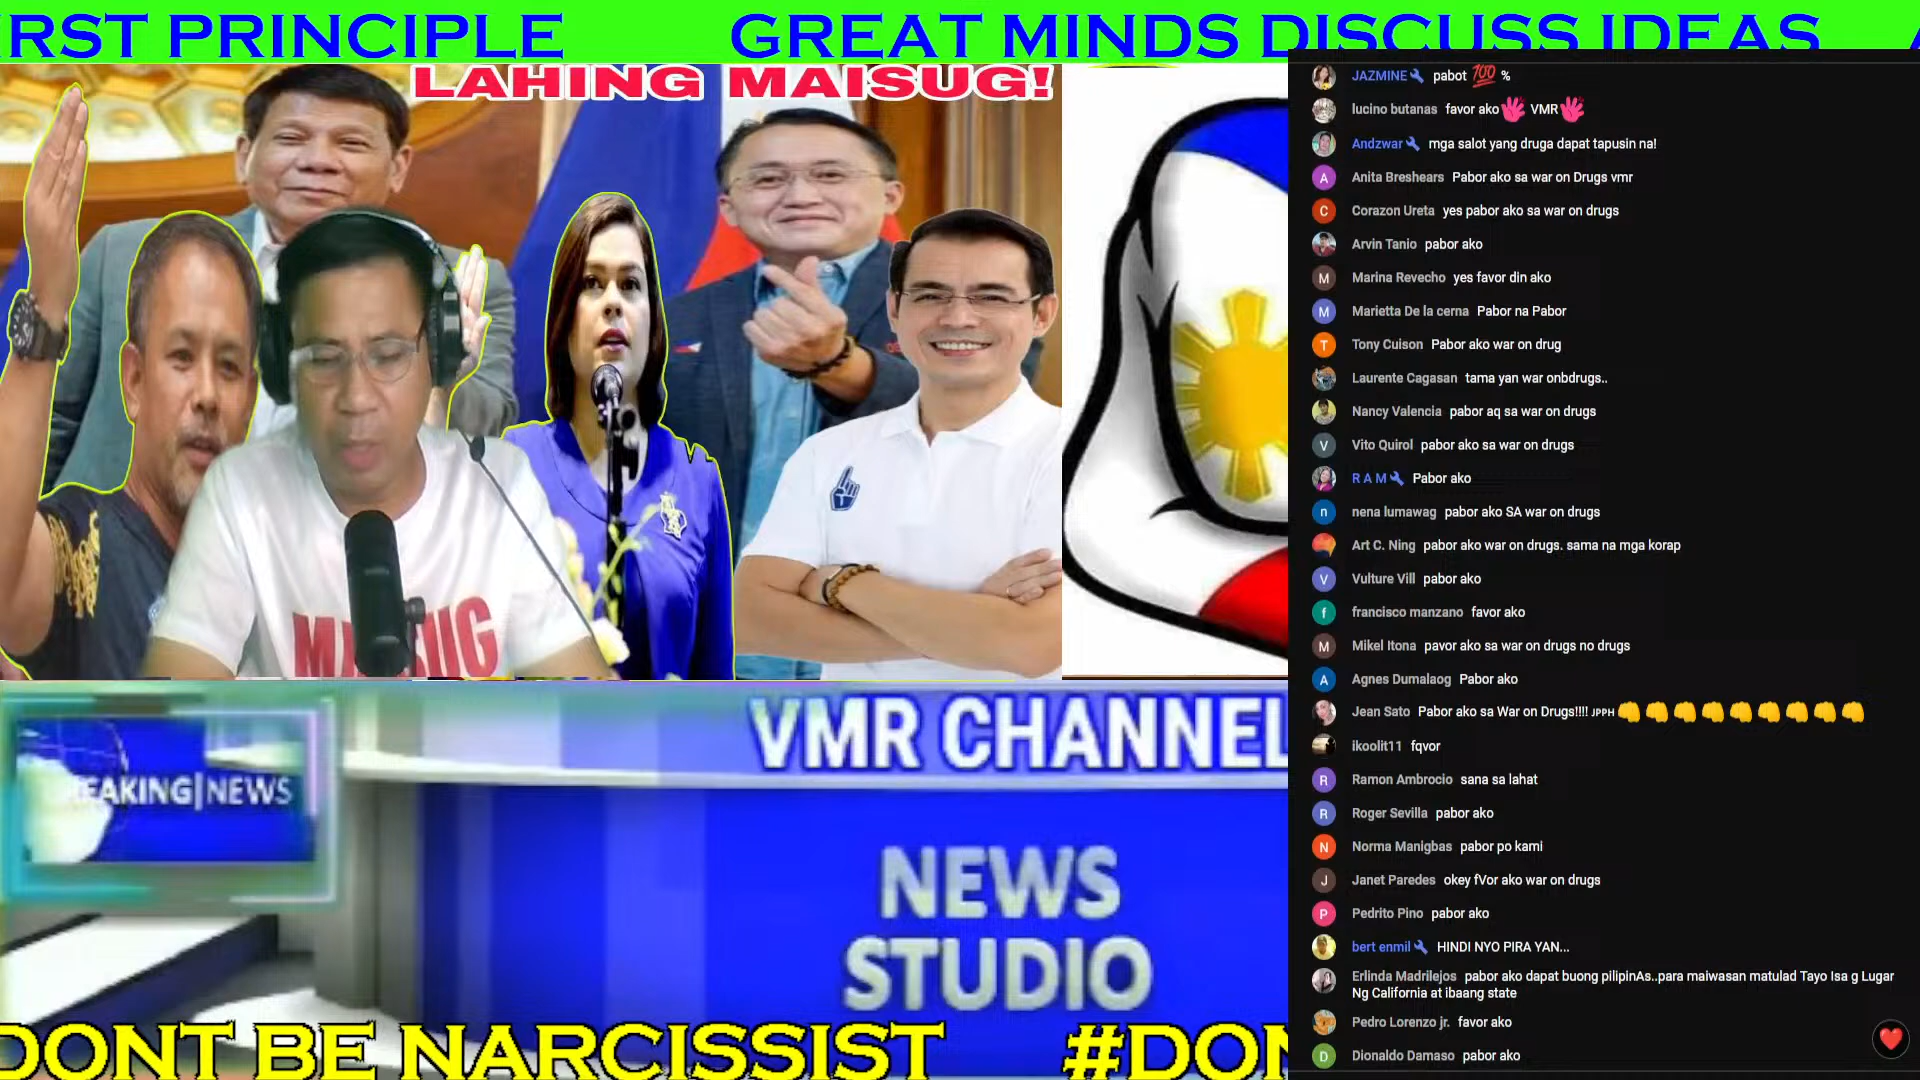 RST PRINCIPLE GREAT MINDS DISCUSS IDEAS
LAHING MAISUG!
VMR CHANNEL
EAKING|NEWS
NEWS
STUDIO
DONT BE NARCISSIST #DON
JAZMINE pabot 💯 %
lucino butanas favor ako VMR
Andzwar mga salot yang druga dapat tapusin na!
A Anita Breshears Pabor ako sa war on Drugs vmr
C Corazon Ureta yes pabor ako sa war on drugs
Arvin Tanio pabor ako
M Marina Revecho yes favor din ako
M Marietta De la cerna Pabor na Pabor
T Tony Cuison Pabor ako war on drug
Laurente Cagasan tama yan war onbdrugs..
Nancy Valencia pabor aq sa war on drugs
V Vito Quirol pabor ako sa war on drugs
R A M Pabor ako
n nena lumawag pabor ako SA war on drugs
Art C. Ning pabor ako war on drugs. sama na mga korap
V Vulture Vill pabor ako
f francisco manzano favor ako
M Mikel Itona pavor ako sa war on drugs no drugs
A Agnes Dumalaog Pabor ako
Jean Sato Pabor ako sa War on Drugs!!!! JPPH
ikoolit11 fqvor
R Ramon Ambrocio sana sa lahat
R Roger Sevilla pabor ako
N Norma Manigbas pabor po kami
J Janet Paredes okey fVor ako war on drugs
P Pedrito Pino pabor ako
bert enmil HINDI NYO PIRA YAN...
Erlinda Madrilejos pabor ako dapat buong pilipinAs..para maiwasan matulad Tayo Isa g Lugar
Ng California at ibaang state
Pedro Lorenzo jr. favor ako
D Dionaldo Damaso pabor ako